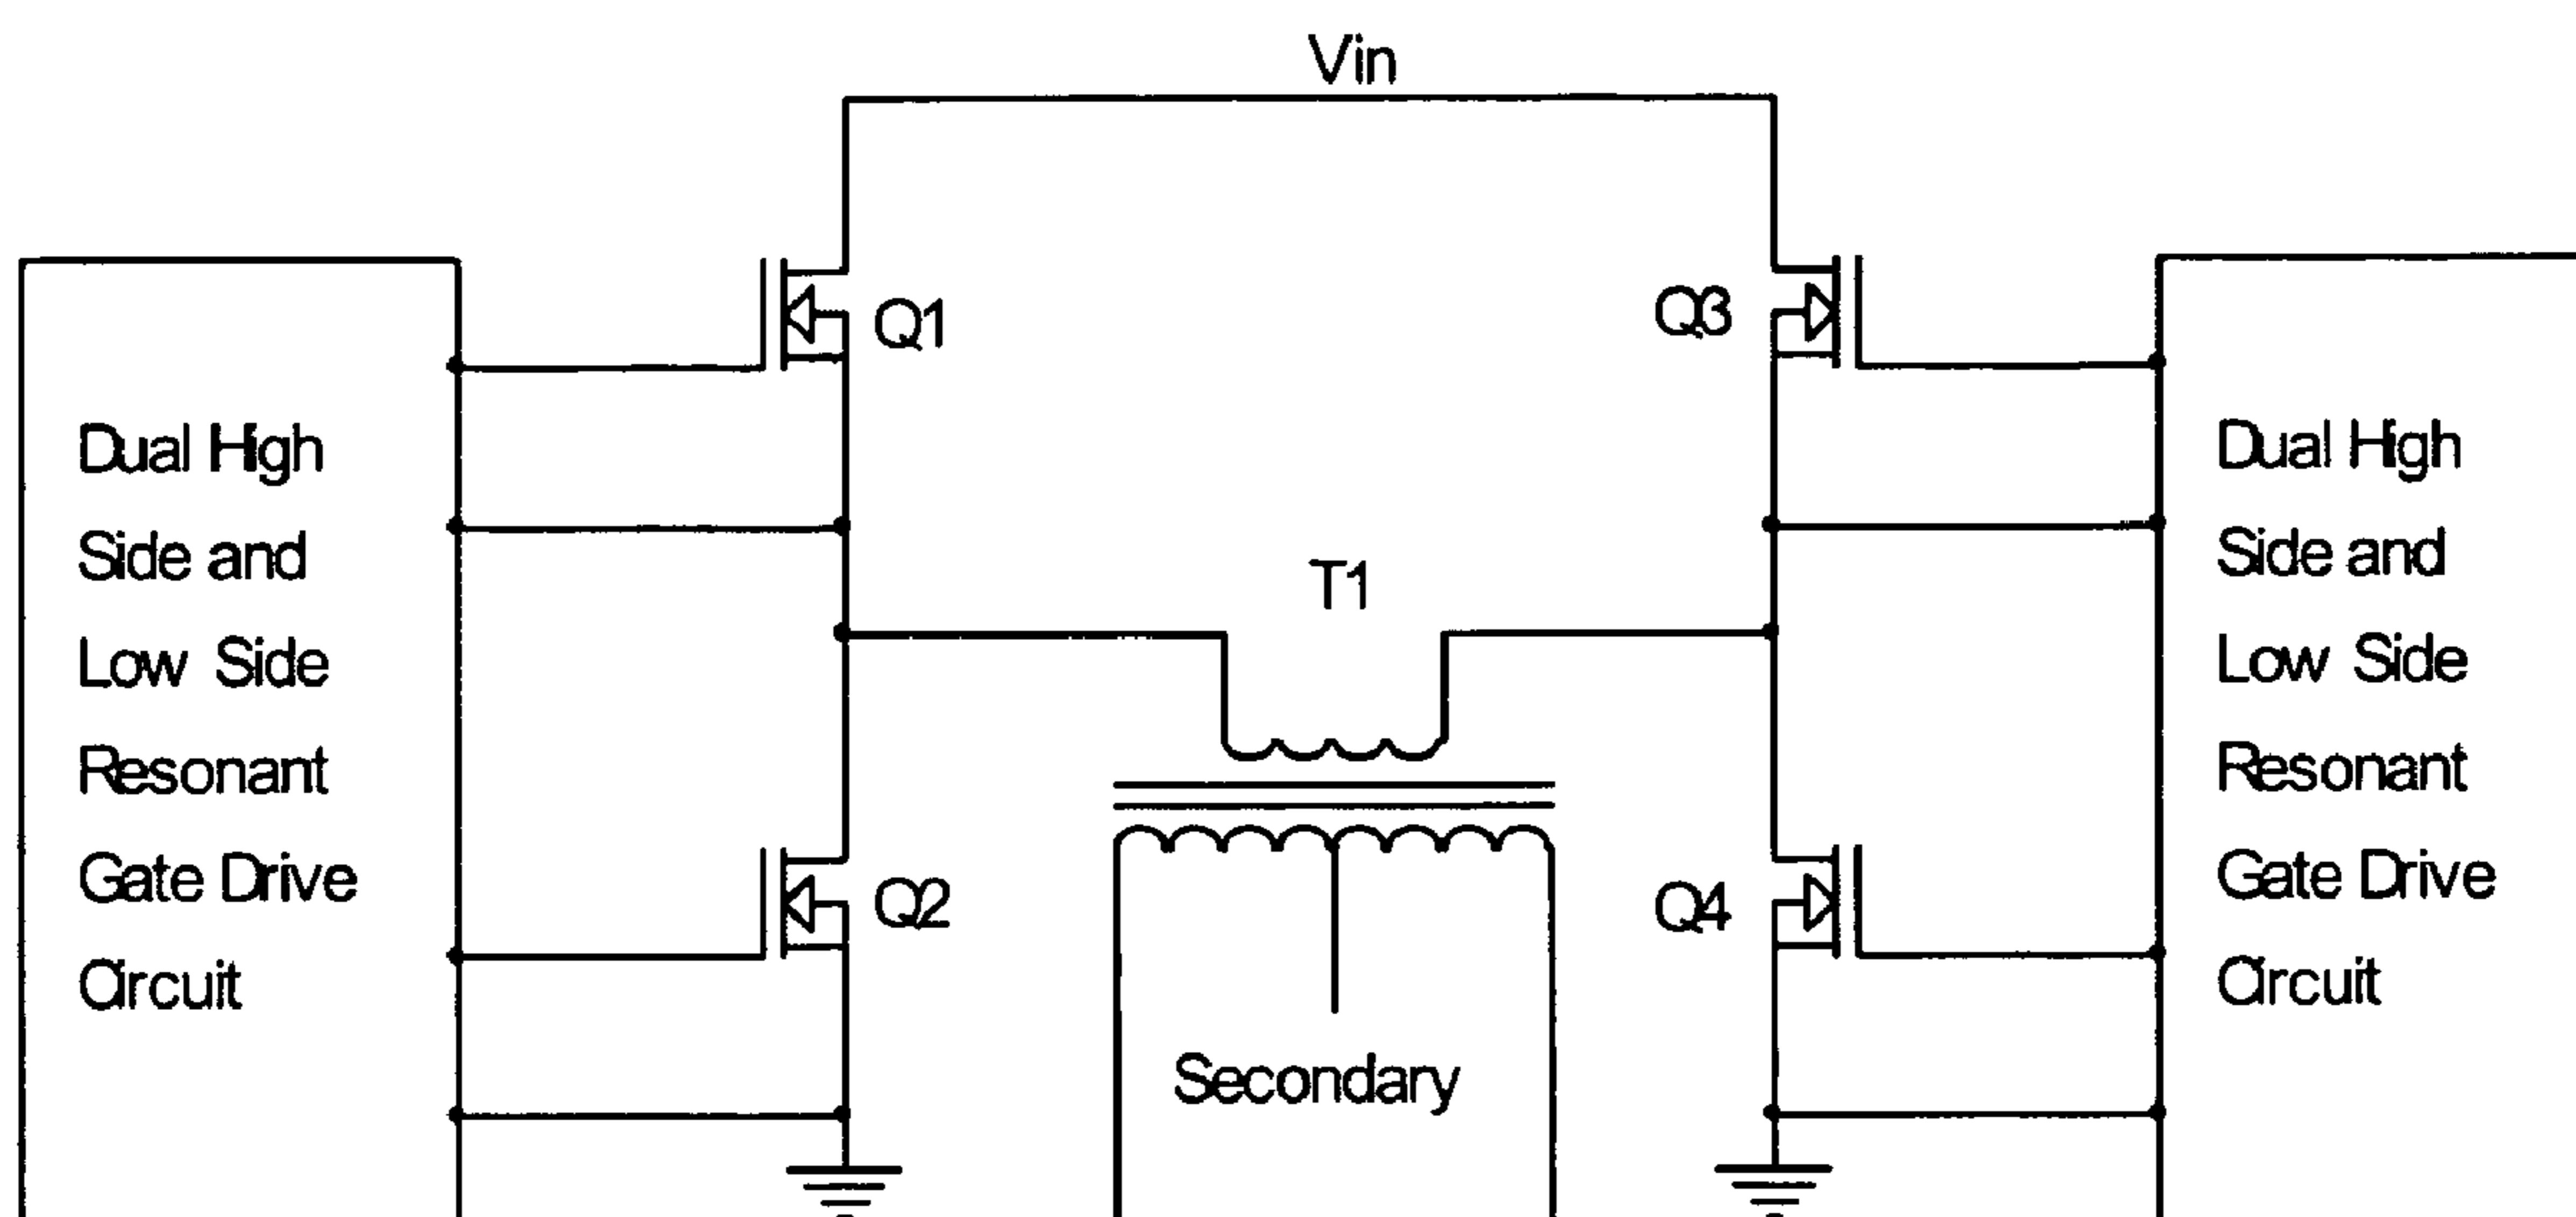 Vin
Q1
Q3
Dual High
Side and
Low Side
Resonant
Gate Drive
Circuit
T1
Dual High
Side and
Low Side
Resonant
Gate Drive
Circuit
Q2
Q4
Secondary